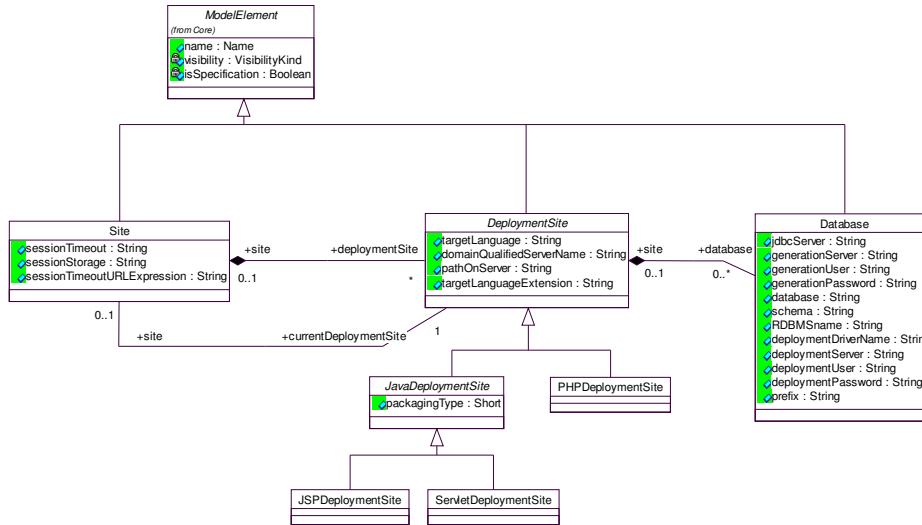 ModelElement
(from Core)
name : Name
visibility : VisibilityKind
isSpecification : Boolean
Site
sessionTimeout : String
sessionStorage : String
sessionTimeoutURLExpression : String
+site
0..1
+deploymentSite
*
DeploymentSite
targetLanguage : String
domainQualifiedServerName : String
pathOnServer : String
targetLanguageExtension : String
+site
0..1
+database
0..*
Database
jdbcServer : String
generationServer : String
generationUser : String
generationPassword : String
database : String
schema : String
RDBMSname : String
deploymentDriverName : String
deploymentServer : String
deploymentUser : String
deploymentPassword : String
prefix : String
0..1
+site
+currentDeploymentSite
1
JavaDeploymentSite
packagingType : Short
PHPDeploymentSite
JSPDeploymentSite
ServletDeploymentSite